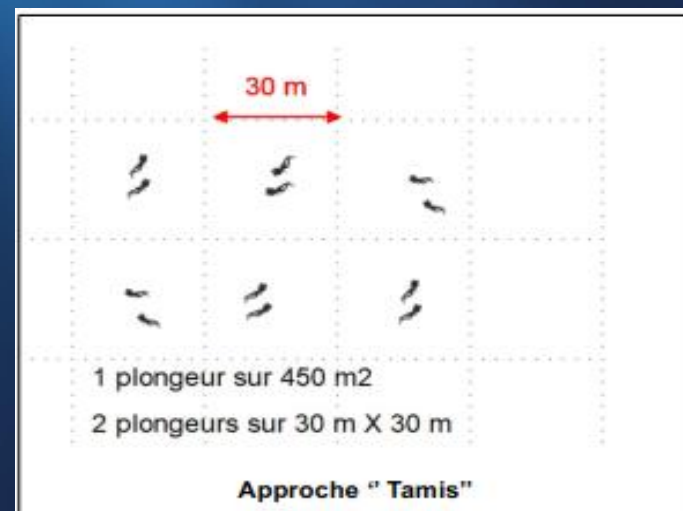 30 m
1 plongeur sur 450 m2
2 plongeurs sur 30 m X 30 m
Approche ‘’ Tamis’’